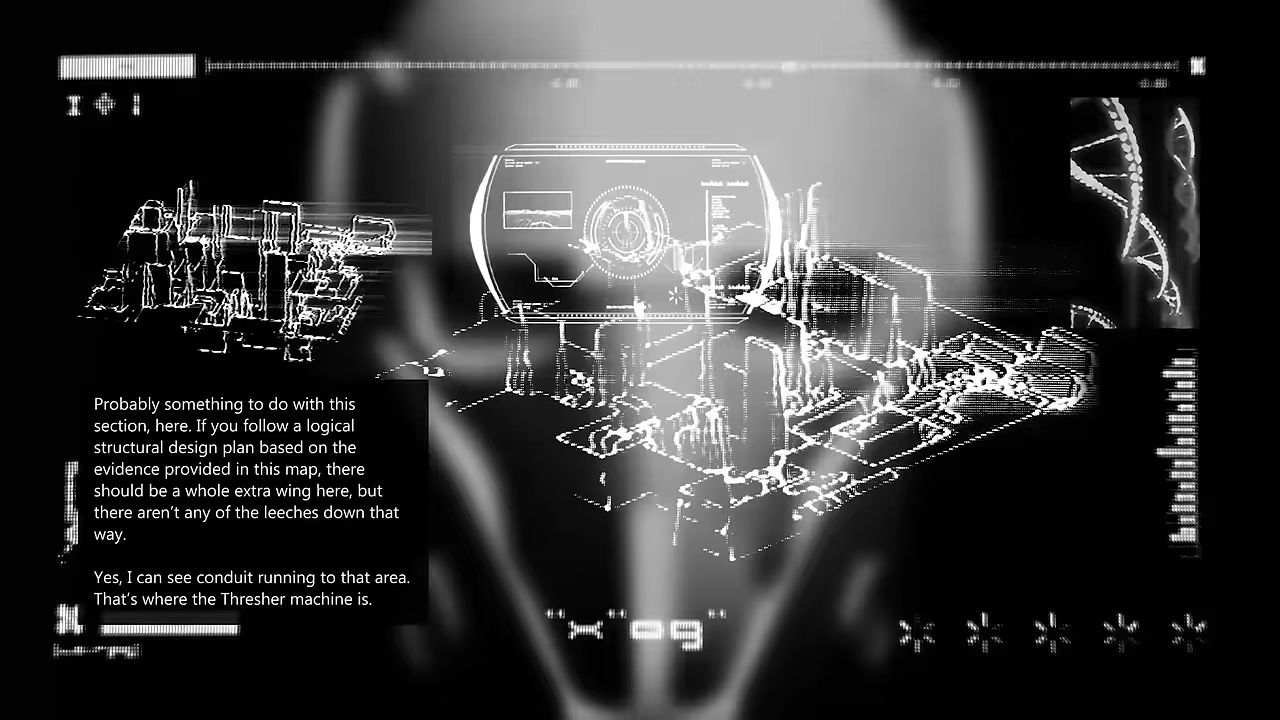 Probably something to do with this
section, here. If you follow a logical
structural design plan based on the
evidence provided in this map, there
should be a whole extra wing here, but
there aren't any of the leeches down that
way.
Yes, I can see conduit running to that area.
That's where the Thresher machine is.